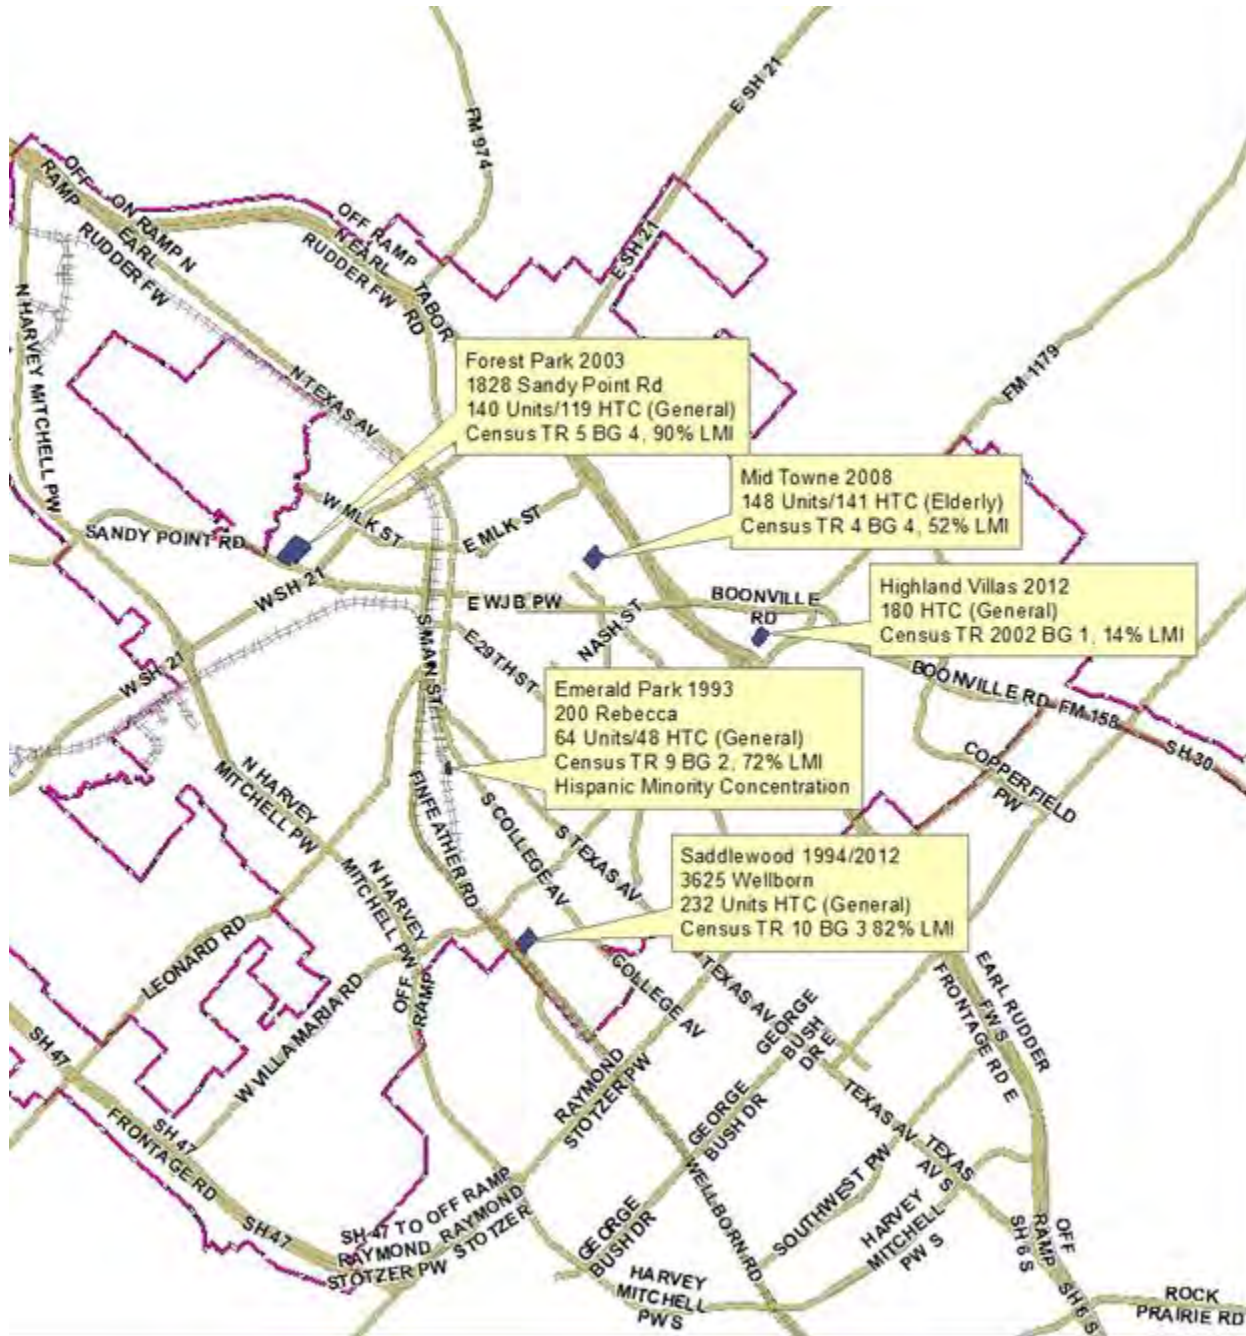 E SH 21
FM 974
OFF
RAMP
ON RAMP N
EARL
RUDDER FW
OFF RAMP
N EARL
RUDDER FW
E SH 21
TABOR
RD
N HARVEY MITCHELL PW
N TEXAS AV
FM 1179
Forest Park 2003
1828 Sandy Point Rd
140 Units/119 HTC (General)
Census TR 5 BG 4, 90% LMI
Mid Towne 2008
148 Units/141 HTC (Elderly)
Census TR 4 BG 4, 52% LMI
W MLK ST
E MLK ST
SANDY POINT RD
W SH 21
E WJB PW
NASH ST
BOONVILLE
RD
Highland Villas 2012
180 HTC (General)
Census TR 2002 BG 1, 14% LMI
S MAIN ST
E 29TH ST
W SH 21
BOONVILLE RD FM 158
SH 30
Emerald Park 1993
200 Rebecca
64 Units/48 HTC (General)
Census TR 9 BG 2, 72% LMI
Hispanic Minority Concentration
COPPERFIELD
PW
N HARVEY
MITCHELL PW
FINFEATHER RD
S COLLEGE AV
S TEXAS AV
N HARVEY
MITCHELL PW
Saddlewood 1994/2012
3625 Wellborn
232 Units HTC (General)
Census TR 10 BG 3 82% LMI
LEONARD RD
W VILLA MARIA RD
OFF
RAMP
COLLEGE AV
TEXAS AV
GEORGE
BUSH
DR E
EARL RUDDER
FW S
FRONTAGE RD E
SH 47
FRONTAGE RD
SH 47
SH 47
RAYMOND
STOTZER PW
GEORGE
BUSH DR
TEXAS AV
TEXAS
AV S
WELLBORN RD
SOUTHWEST PW
HARVEY
MITCHELL
PW S
SH 47 TO OFF RAMP
RAYMOND RAYMOND
STOTZER PW STOTZER
GEORGE
BUSH DR
HARVEY
MITCHELL
PW S
SH 6 S
OFF
RAMP
SH 6 S
ROCK
PRAIRIE RD